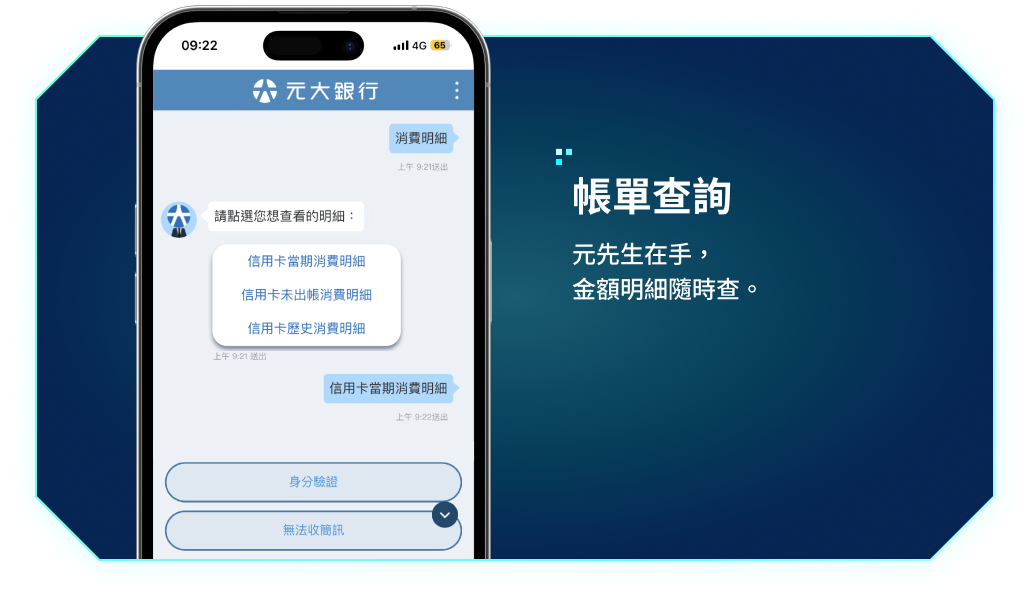 09:22
4G 65
元大銀行
消費明細
上午 9:21送出
請點選您想查看的明細：
信用卡當期消費明細
信用卡未出帳消費明細
信用卡歷史消費明細
上午 9:21 送出
信用卡當期消費明細
上午 9:22送出
身分驗證
無法收簡訊
帳單查詢
元先生在手，
金額明細隨時查。